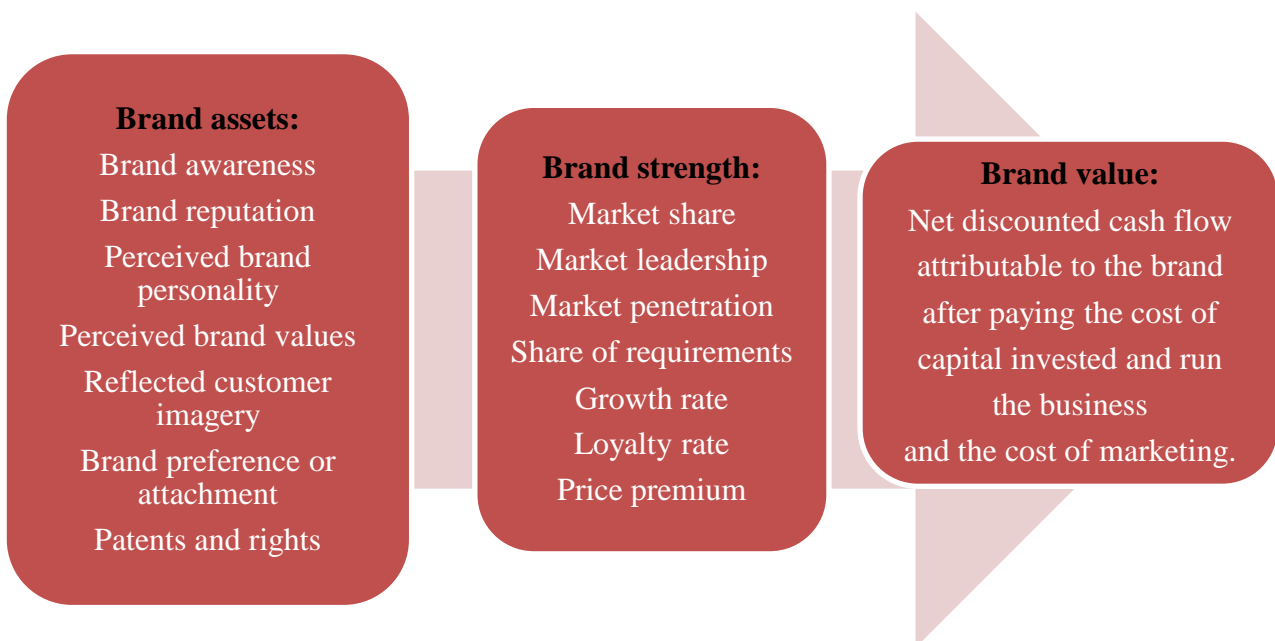 Brand assets:
Brand awareness
Brand reputation
Perceived brand
personality
Perceived brand values
Reflected customer
imagery
Brand preference or
attachment
Patents and rights
Brand strength:
Market share
Market leadership
Market penetration
Share of requirements
Growth rate
Loyalty rate
Price premium
Brand value:
Net discounted cash flow
attributable to the brand
after paying the cost of
capital invested and run
the business
and the cost of marketing.